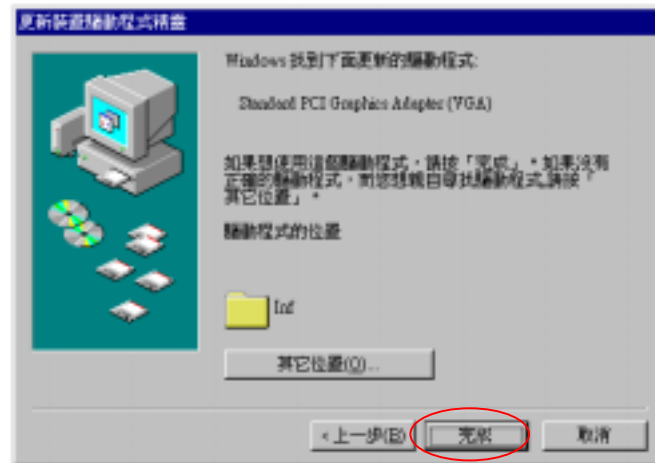 更新裝置驅動程式精靈
Windows 找到下面更新的驅動程式:
Standard PCI Graphics Adapter (VGA)
如果想使用這個驅動程式，請按「完成」。如果沒有
正確的驅動程式，而您想親自尋找驅動程式,請按「
其它位置」。
驅動程式的位置
Inf
其它位置(O)...
<上一步(B)
完成
取消